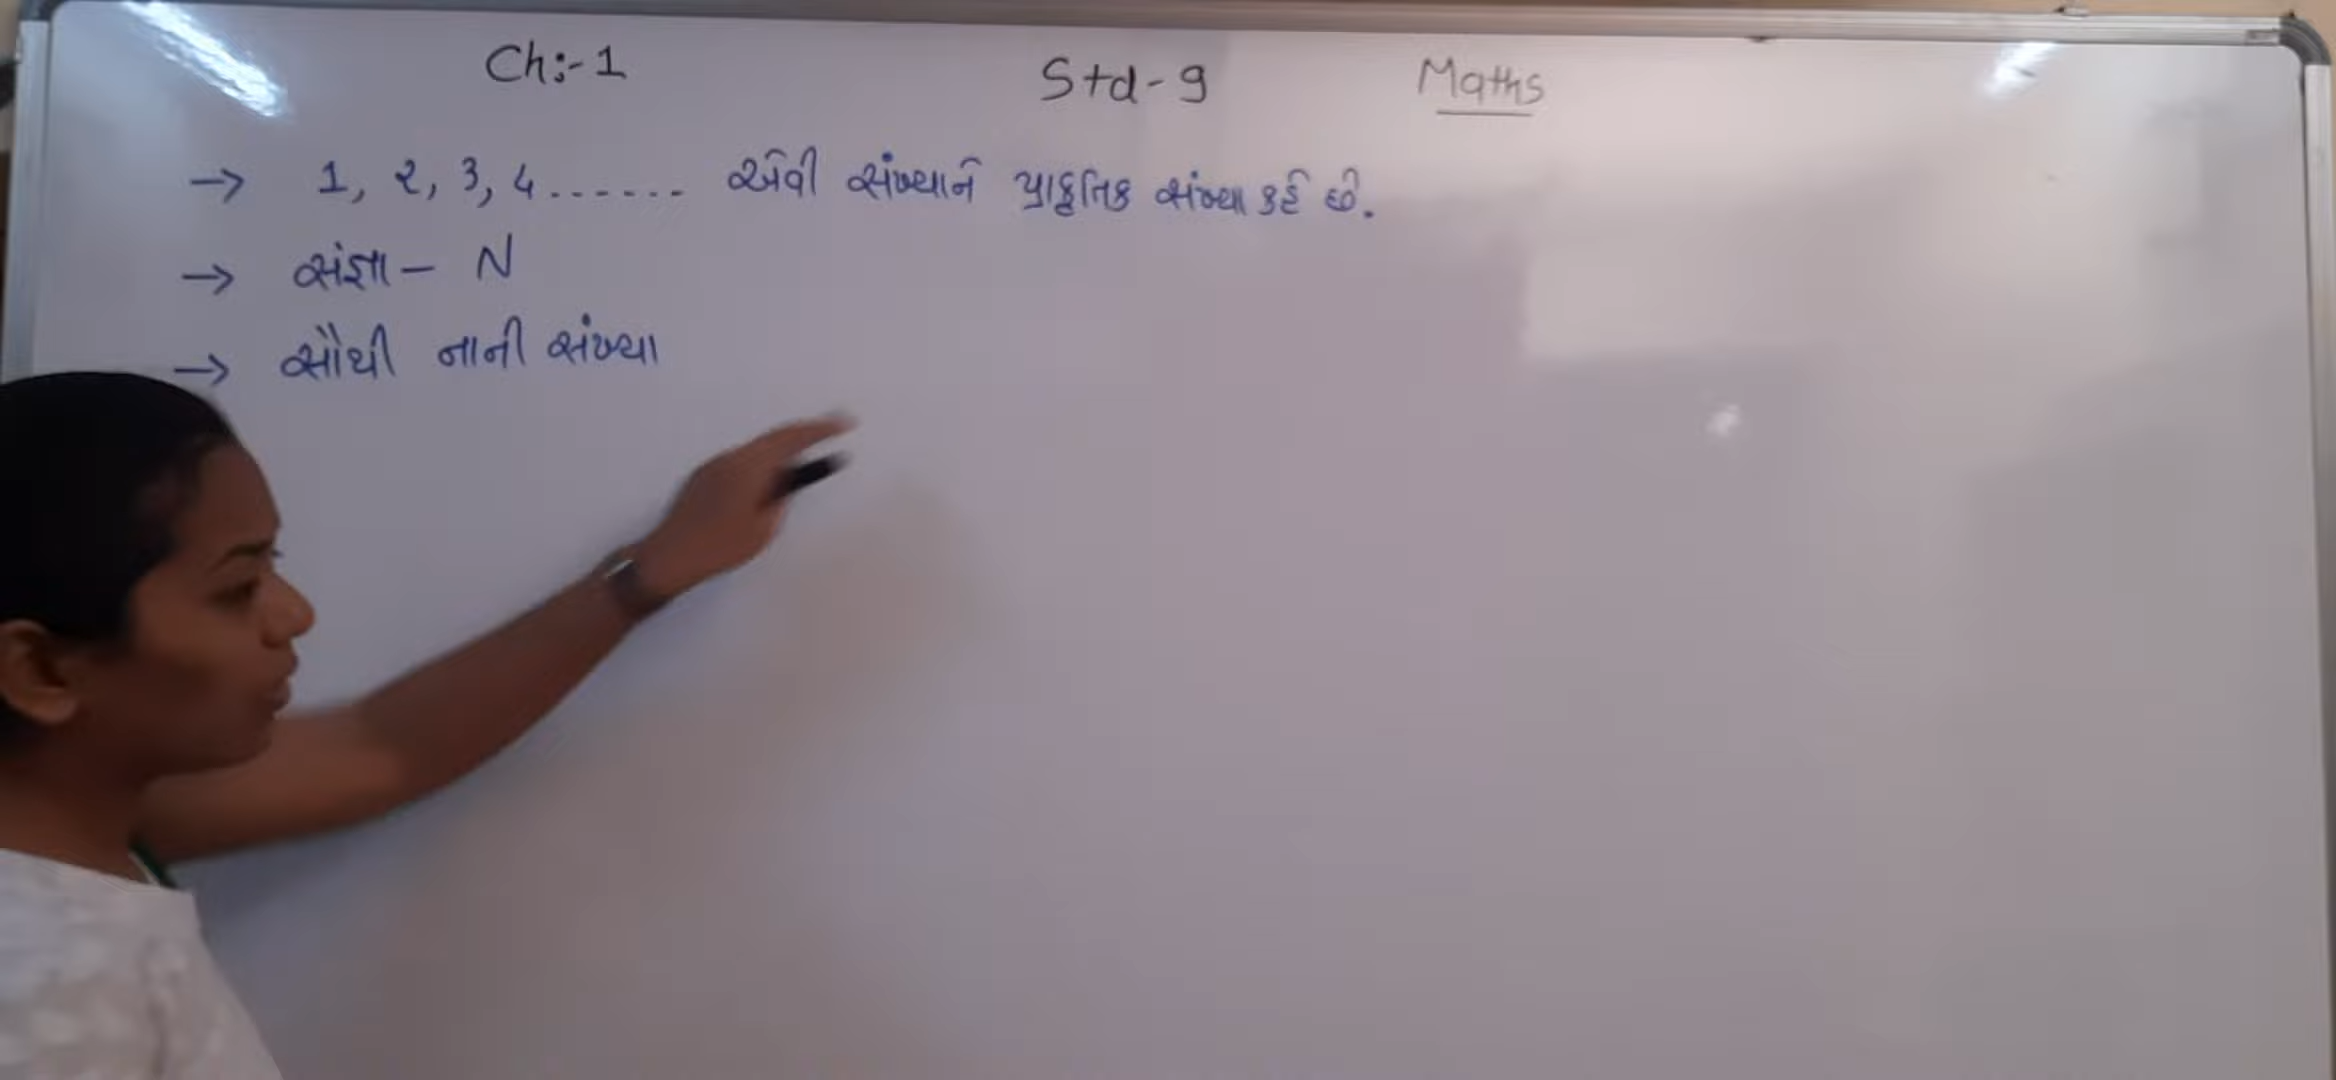 Ch:-1 Std-9 Maths
→ 1, ૨, 3, 4...... એવી સંખ્યાને પ્રાકૃતિક સંખ્યા કહે છે.
→ સંજ્ઞા - N
→ સૌથી નાની સંખ્યા